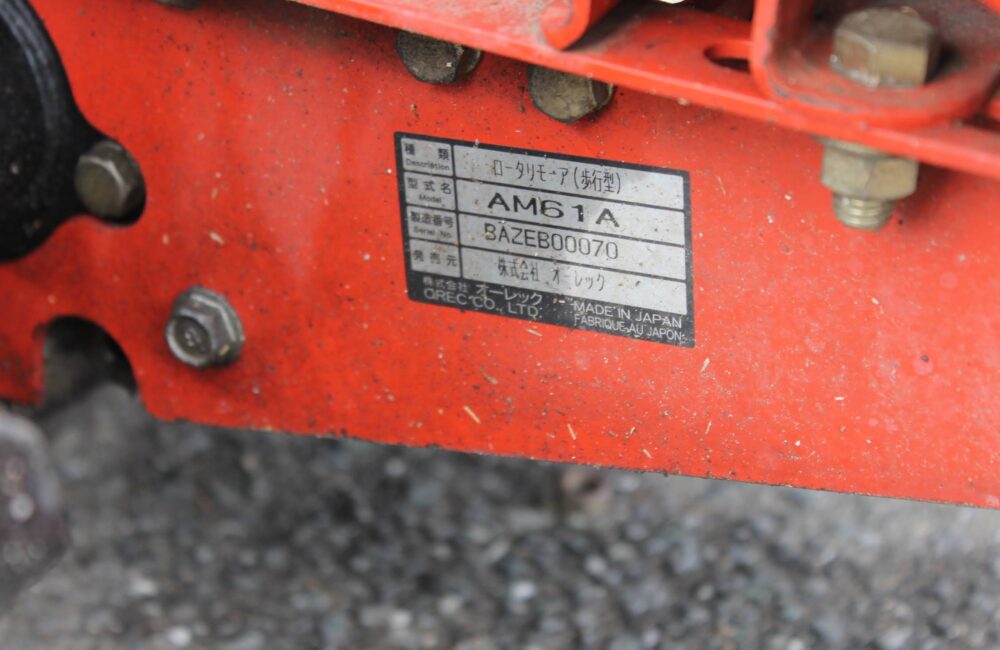 種類 ロータリモーア(歩行型)
Description
型式名 AM61A
Model
製造番号 BAZEB00070
Serial No.
発売元 株式会社 オーレック
株式会社 オーレック
OREC CO., LTD. MADE IN JAPAN
FABRIQUE AU JAPON